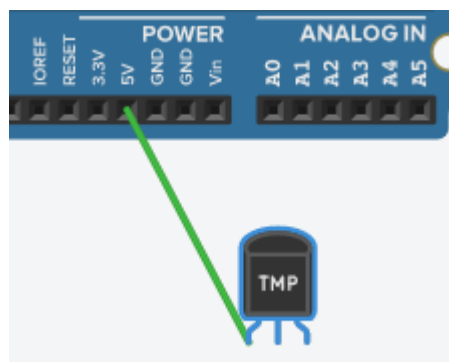 POWER
ANALOG IN
IOREF
RESET
3.3V
5V
GND
GND
Vin
A0
A1
A2
A3
A4
A5
TMP